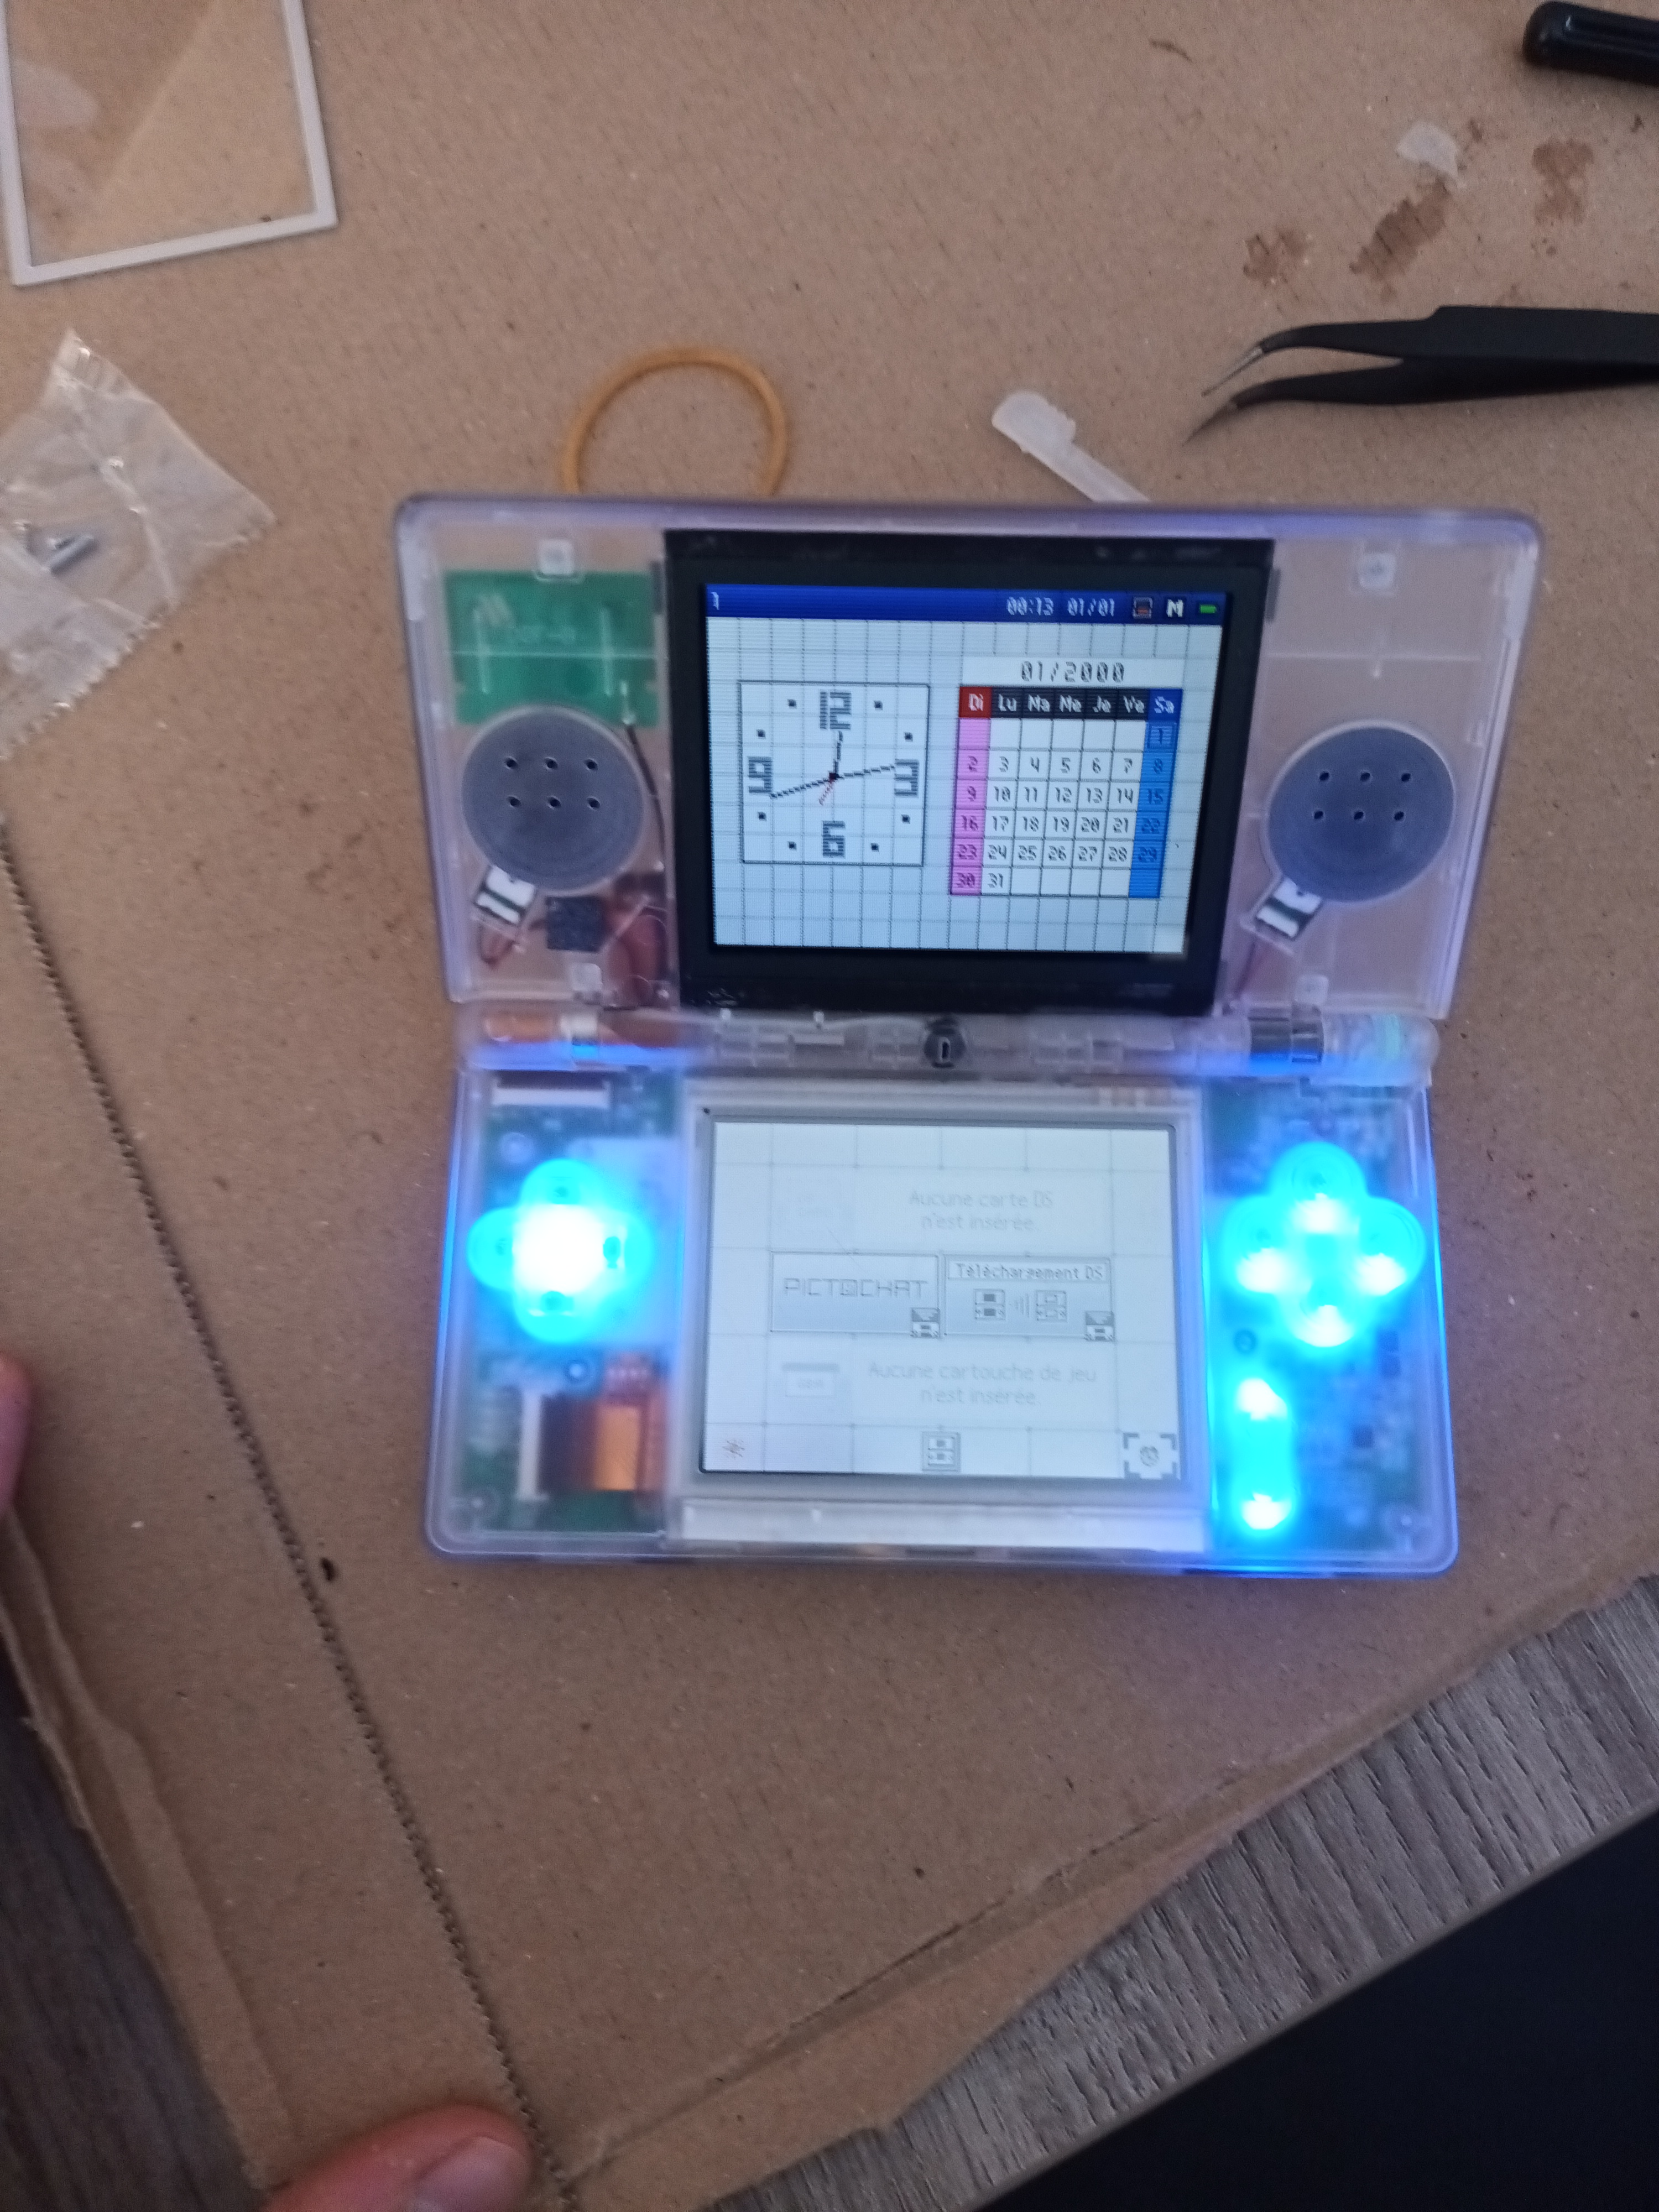 1 00:13 01/01 M
01/2000
Di Lu Ma Me Je Ve Sa
1
2 3 4 5 6 7 8
9 10 11 12 13 14 15
16 17 18 19 20 21 22
23 24 25 26 27 28 29
30 31
12
9 3
6
Aucune carte DS
n'est insérée.
PICTOCHAT
Téléchargement DS
Aucune cartouche de jeu
n'est insérée.